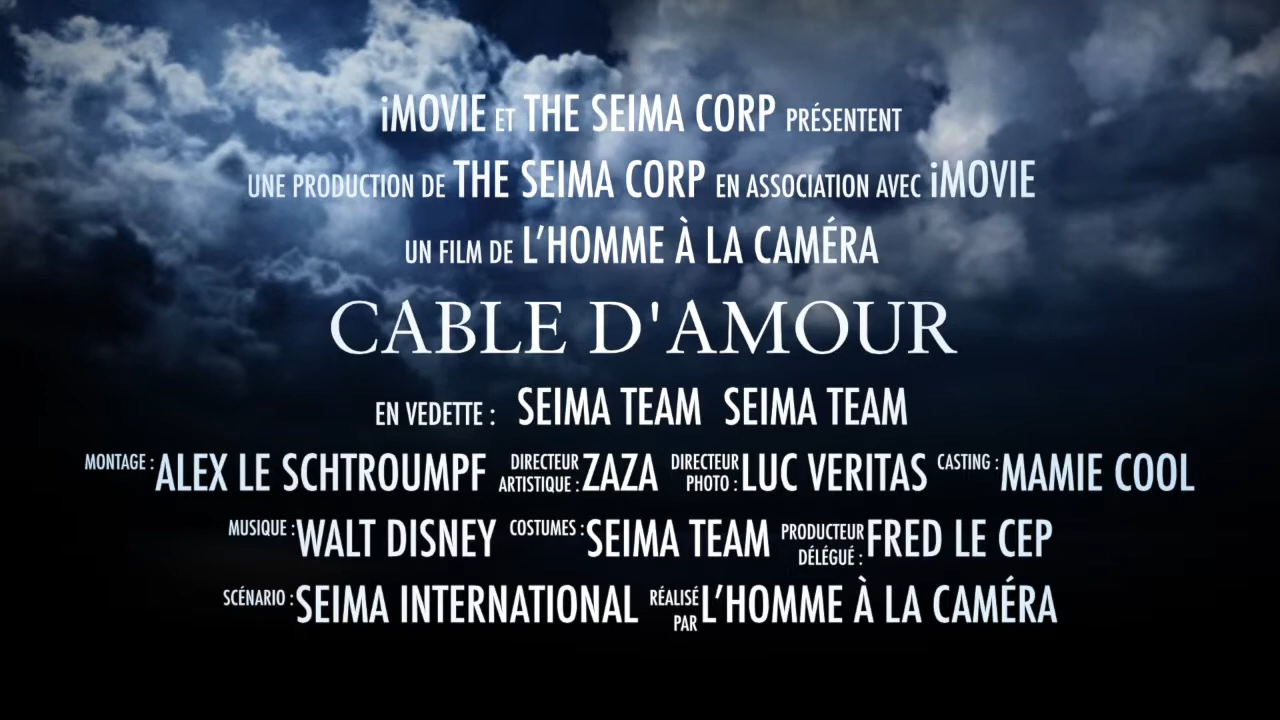 iMOVIE ET THE SEIMA CORP PRÉSENTENT
UNE PRODUCTION DE THE SEIMA CORP EN ASSOCIATION AVEC iMOVIE
UN FILM DE L'HOMME À LA CAMÉRA
CABLE D'AMOUR
EN VEDETTE : SEIMA TEAM SEIMA TEAM
MONTAGE : ALEX LE SCHTROUMPF DIRECTEUR ARTISTIQUE : ZAZA DIRECTEUR PHOTO : LUC VERITAS CASTING : MAMIE COOL
MUSIQUE : WALT DISNEY COSTUMES : SEIMA TEAM PRODUCTEUR DÉLÉGUÉ : FRED LE CEP
SCÉNARIO : SEIMA INTERNATIONAL RÉALISÉ PAR L'HOMME À LA CAMÉRA